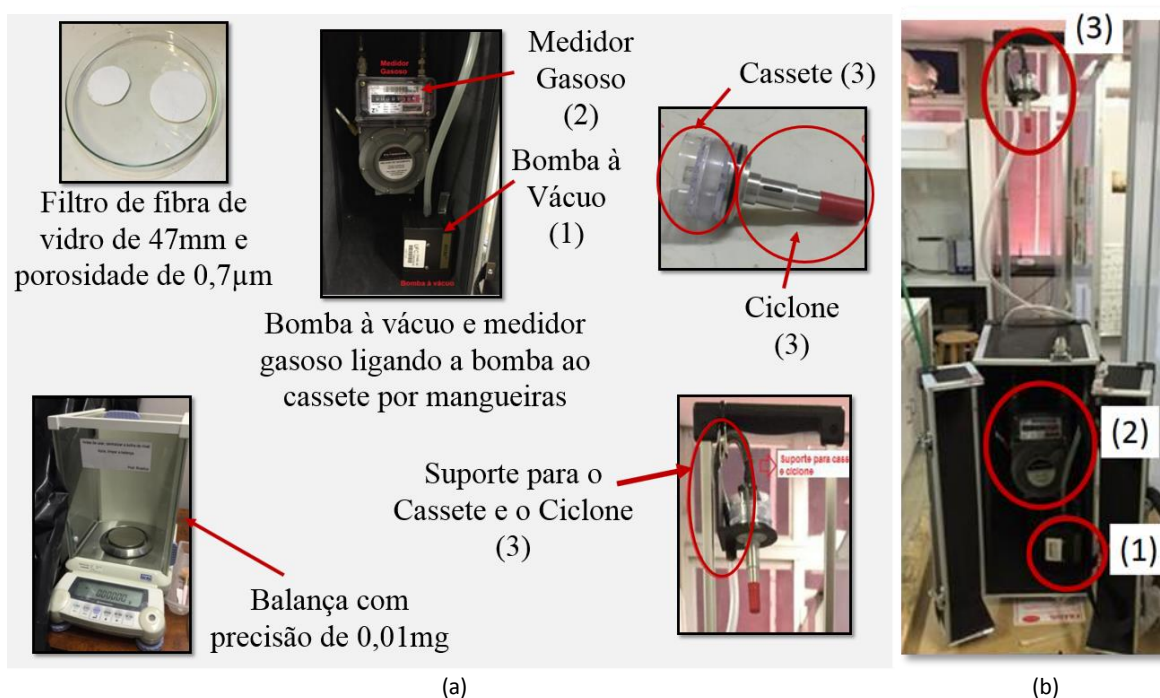 Filtro de fibra de
vidro de 47mm e
porosidade de 0,7µm
Medidor
Gasoso
Bomba à vácuo
Medidor
Gasoso
(2)
Bomba à
Vácuo
(1)
Bomba à vácuo e medidor
gasoso ligando a bomba ao
cassete por mangueiras
Cassete (3)
Ciclone
(3)
Balança com
precisão de 0,01mg
Suporte para o
Cassete e o Ciclone
(3)
Suporte para cass
e ciclone
(a)
(3)
(2)
(1)
(b)